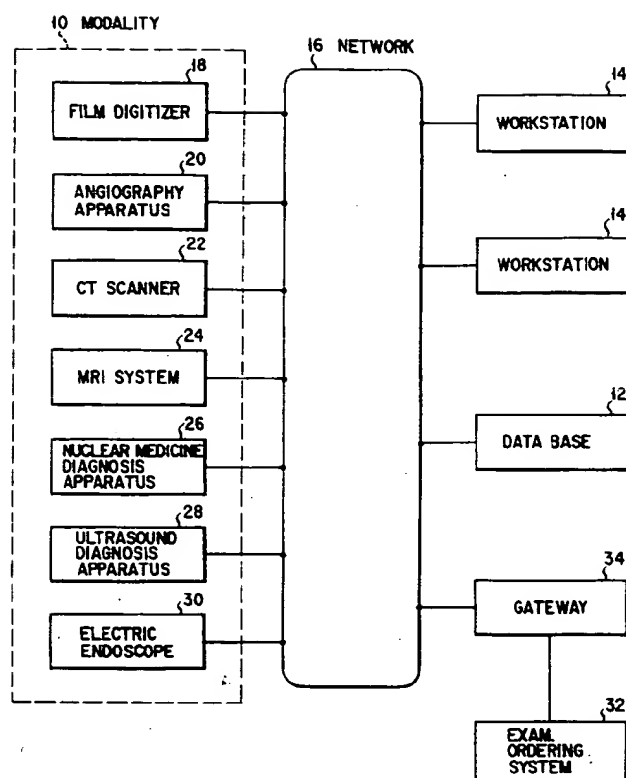 10 MODALITY
16 NETWORK
18
FILM DIGITIZER
20
ANGIOGRAPHY
APPARATUS
22
CT SCANNER
24
MRI SYSTEM
26
NUCLEAR MEDICINE
DIAGNOSIS
APPARATUS
28
ULTRASOUND
DIAGNOSIS
APPARATUS
30
ELECTRIC
ENDOSCOPE
14
WORKSTATION
14
WORKSTATION
12
DATA BASE
34
GATEWAY
32
EXAM.
ORDERING
SYSTEM